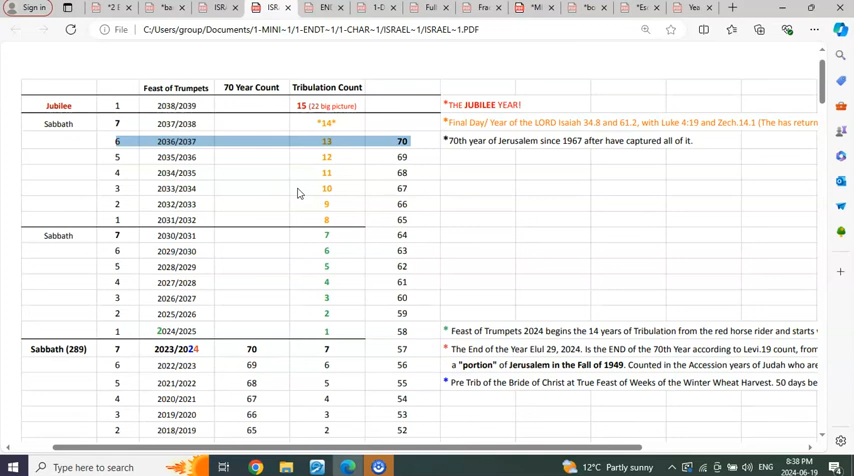 Sign in
*2 E
*ba
ISRA
ISR
ENI
1-D
Full
Fra
*MI
*bo
*Es
Yea
File C:/Users/group/Documents/1-MINI~1/1-ENDT~1/1-CHAR~1/ISRAEL/ISRAEL~1.PDF
Feast of Trumpets 70 Year Count Tribulation Count
Jubilee 1 2038/2039 15 (22 big picture) *THE JUBILEE YEAR!
Sabbath 7 2037/2038 *14* *Final Day/ Year of the LORD Isaiah 34.8 and 61.2, with Luke 4:19 and Zech.14.1 (The has return
6 2036/2037 13 70 *70th year of Jerusalem since 1967 after have captured all of it.
5 2035/2036 12 69
4 2034/2035 11 68
3 2033/2034 10 67
2 2032/2033 9 66
1 2031/2032 8 65
Sabbath 7 2030/2031 7 64
6 2029/2030 6 63
5 2028/2029 5 62
4 2027/2028 4 61
3 2026/2027 3 60
2 2025/2026 2 59
1 2024/2025 1 58 * Feast of Trumpets 2024 begins the 14 years of Tribulation from the red horse rider and starts
Sabbath (289) 7 2023/2024 70 7 57 * The End of the Year Elul 29, 2024. Is the END of the 70th Year according to Levi.19 count, from
6 2022/2023 69 6 56 a "portion" of Jerusalem in the Fall of 1949. Counted in the Accession years of Judah who are
5 2021/2022 68 5 55 * Pre Trib of the Bride of Christ at True Feast of Weeks of the Winter Wheat Harvest. 50 days be
4 2020/2021 67 4 54
3 2019/2020 66 3 53
2 2018/2019 65 2 52
Type here to search
12°C Partly sunny
ENG
8:38 PM
2024-06-19